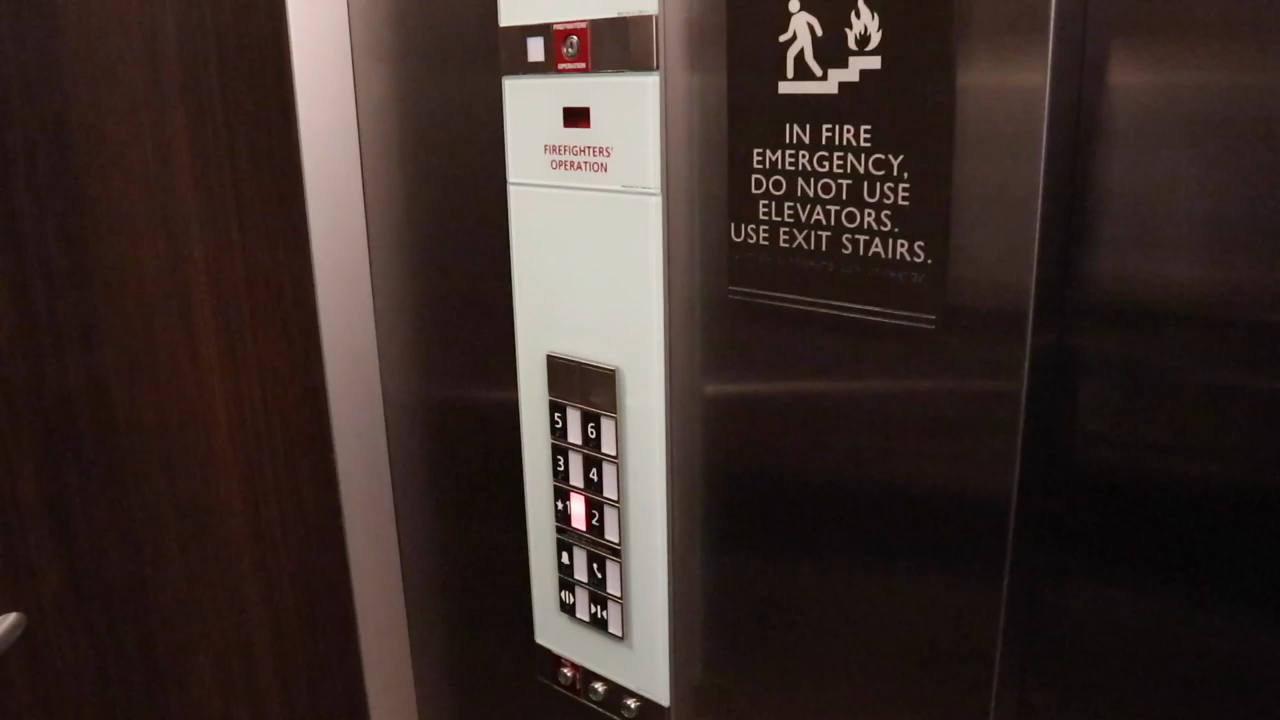 FIREFIGHTERS'
OPERATION
FIREFIGHTERS'
OPERATION
IN FIRE
EMERGENCY,
DO NOT USE
ELEVATORS.
USE EXIT STAIRS.
5 6
3 4
★1 2